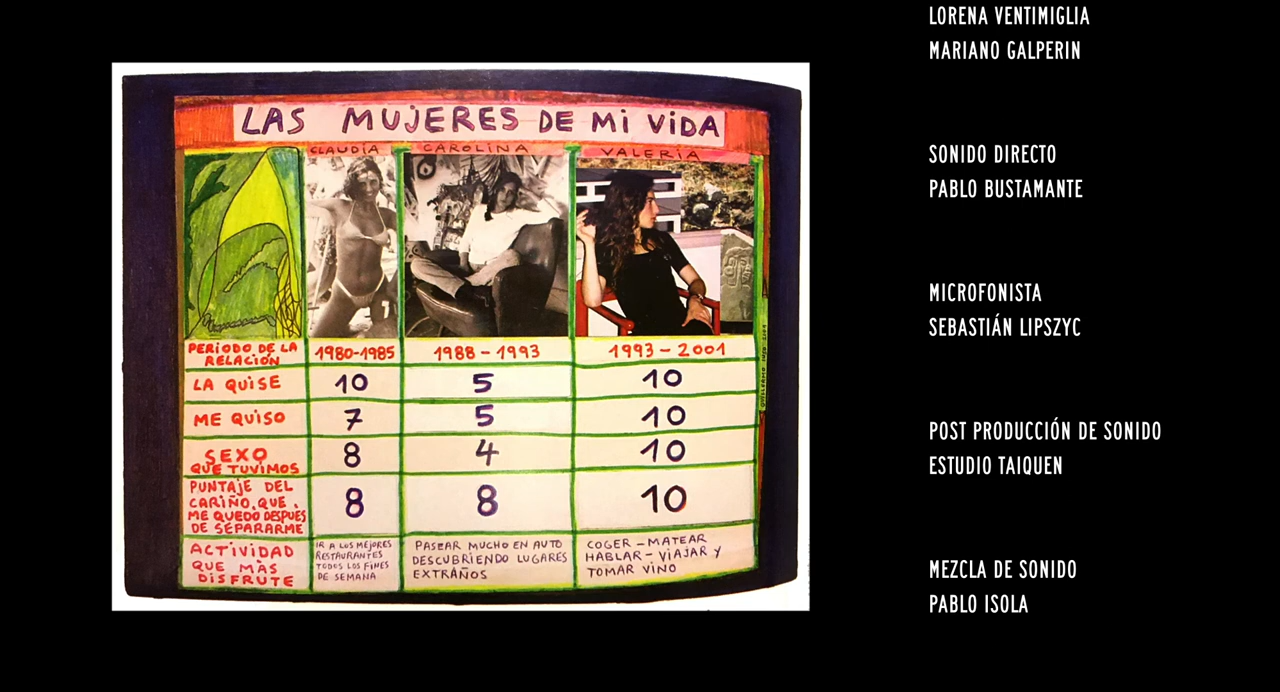 LAS MUJERES DE Mi ViDA
CLAUDIA CAROLINA VALERIA
PERiODO DE LA
RELACIÓN
1980-1985 1988-1993 1993-2001
LA QUiSE 10 5 10
ME QUISO 7 5 10
SEXO
QUE TUVIMOS
8 4 10
PUNTAJE DEL
CARIÑO QUE
ME QUEDO DESPUES
DE SEPARARME
8 8 10
ACTiViDAD
QUE MÀS
DiSFRUTE
IR A LOS MEJORES
RESTAURANTES
TODOS LOS FINES
DE SEMANA
PASEAR MUCHO EN AUTO
DESCUBRIENDO LUGARES
EXTRAÑOS
COGER-MATEAR
HABLAR-ViAJAR Y
TOMAR ViNO
LORENA VENTIMIGLIA
MARIANO GALPERIN
SONIDO DIRECTO
PABLO BUSTAMANTE
MICROFONISTA
SEBASTIÁN LIPSZYC
POST PRODUCCIÓN DE SONIDO
ESTUDIO TAIQUEN
MEZCLA DE SONIDO
PABLO ISOLA